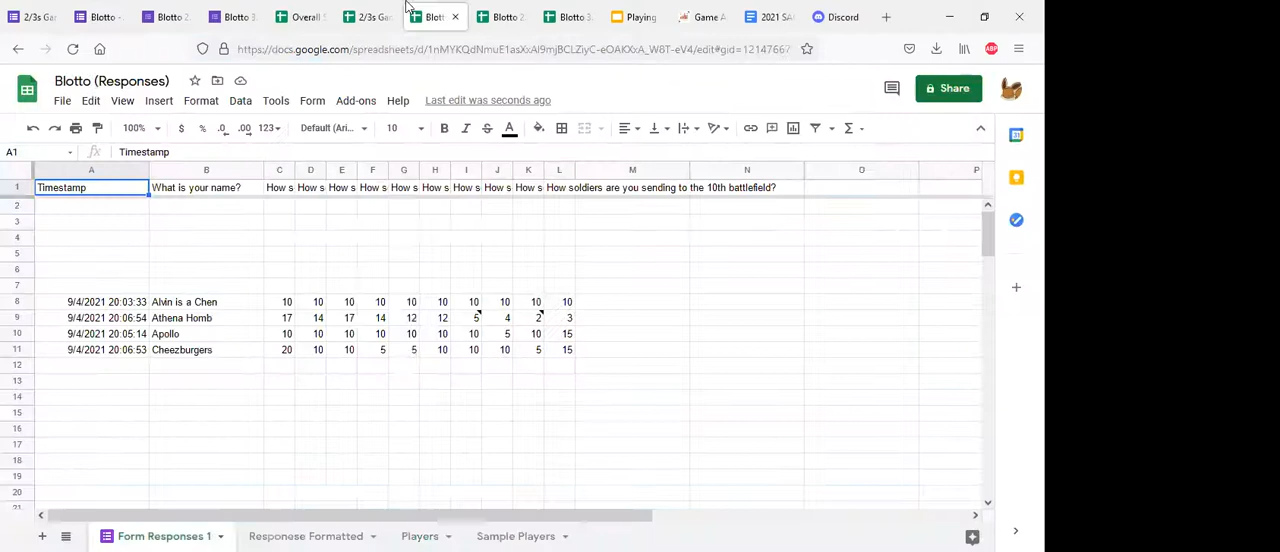 2/3s Ga
Blotto -
Blotto 2.
Blotto 3.
Overall S
2/3s Ga
Blott
Blotto 2
Blotto 3.
Playing
Game A
2021 SA
Discord
https://docs.google.com/spreadsheets/d/
Blotto (Responses)
File Edit View Insert Format Data Tools Form Add-ons Help Last edit was seconds ago
Share
100% $ % .0 .00 123 Default (Ari... 10 B I S A
A1 fx Timestamp
A B C D E F G H I J K L M N O P
1 Timestamp What is your name? How s How s How s How s How s How s How s How s How s How soldiers are you sending to the 10th battlefield?
2
3
4
5
6
7
8 9/4/2021 20:03:33 Alvin is a Chen 10 10 10 10 10 10 10 10 10 10
9 9/4/2021 20:06:54 Athena Homb 17 14 17 14 12 12 5 4 2 3
10 9/4/2021 20:05:14 Apollo 10 10 10 10 10 10 10 5 10 15
11 9/4/2021 20:06:53 Cheezburgers 20 10 10 5 5 10 10 10 5 15
12
13
14
15
16
17
18
19
20
21
Form Responses 1 Responese Formatted Players Sample Players